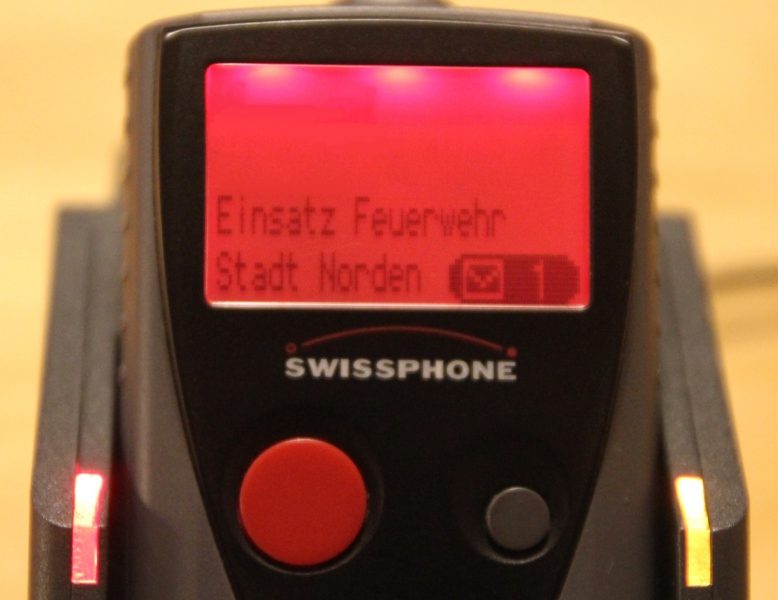 Einsatz Feuerwehr
Stadt Norden 1
SWISSPHONE